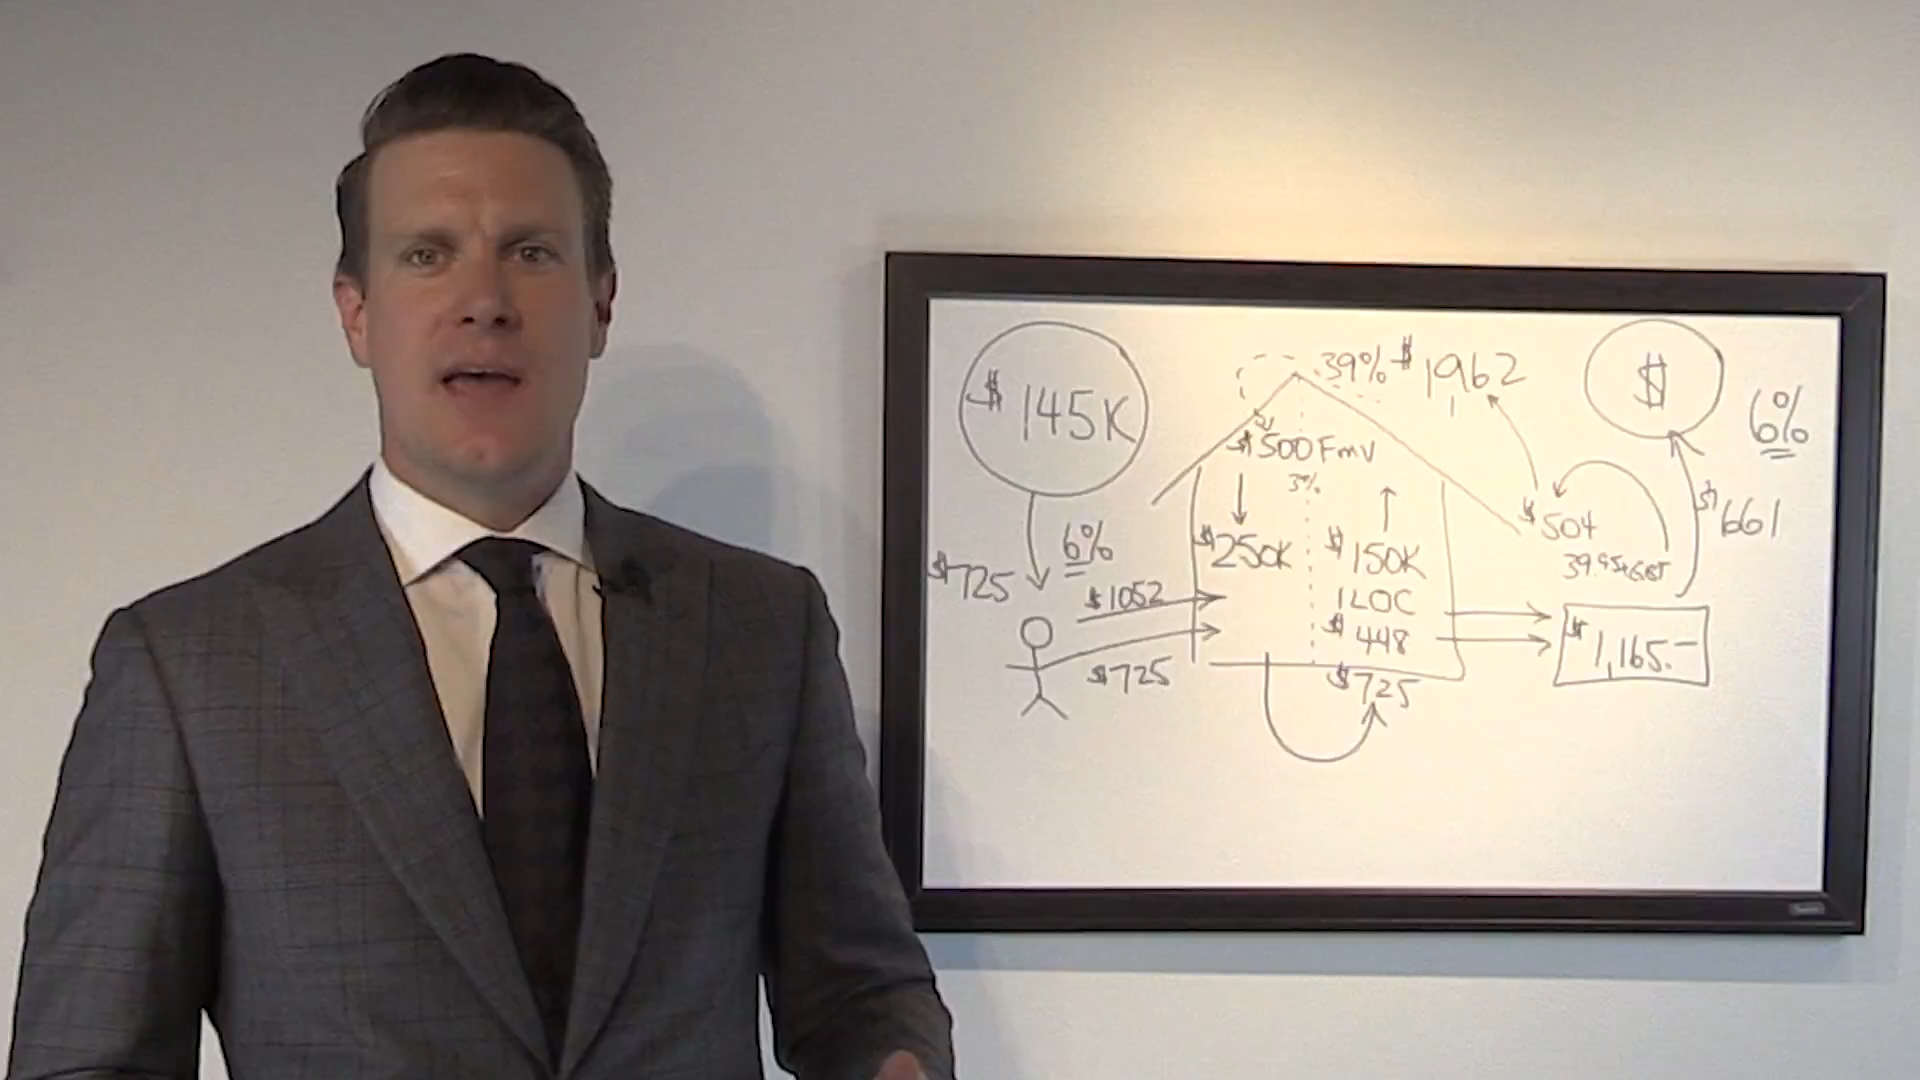 $145K
39% $1962
$
6%
$500 FMV
3%
$725
6%
$250K
$150K
$504
$661
39.95+GST
$1052
ILOC
$448
$1,165.-
$725
$725